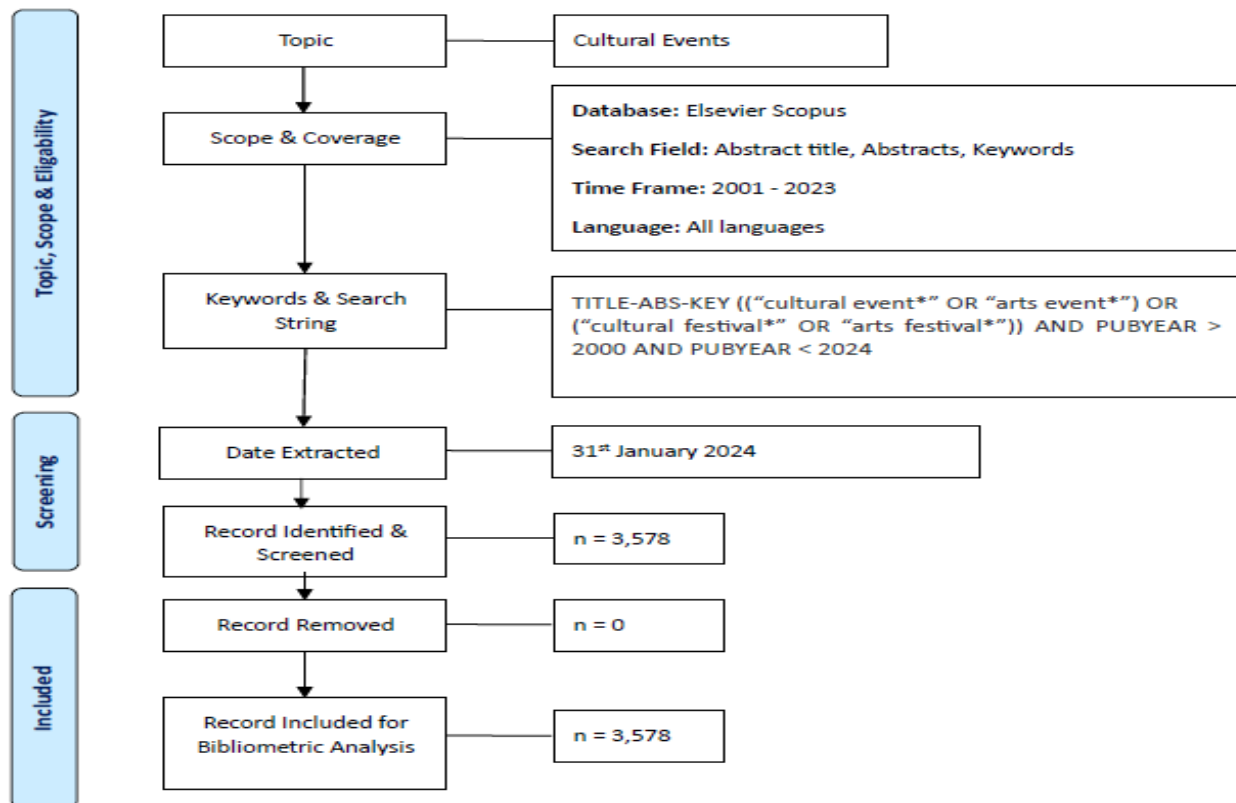 Topic, Scope & Eligability
Topic
Cultural Events
Scope & Coverage
Database: Elsevier Scopus
Search Field: Abstract title, Abstracts, Keywords
Time Frame: 2001 - 2023
Language: All languages
Keywords & Search
String
TITLE-ABS-KEY ((“cultural event*” OR “arts event*”) OR
(“cultural festival*” OR “arts festival*”)) AND PUBYEAR >
2000 AND PUBYEAR < 2024
Screening
Date Extracted
31st January 2024
Record Identified &
Screened
n = 3,578
Included
Record Removed
n = 0
Record Included for
Bibliometric Analysis
n = 3,578